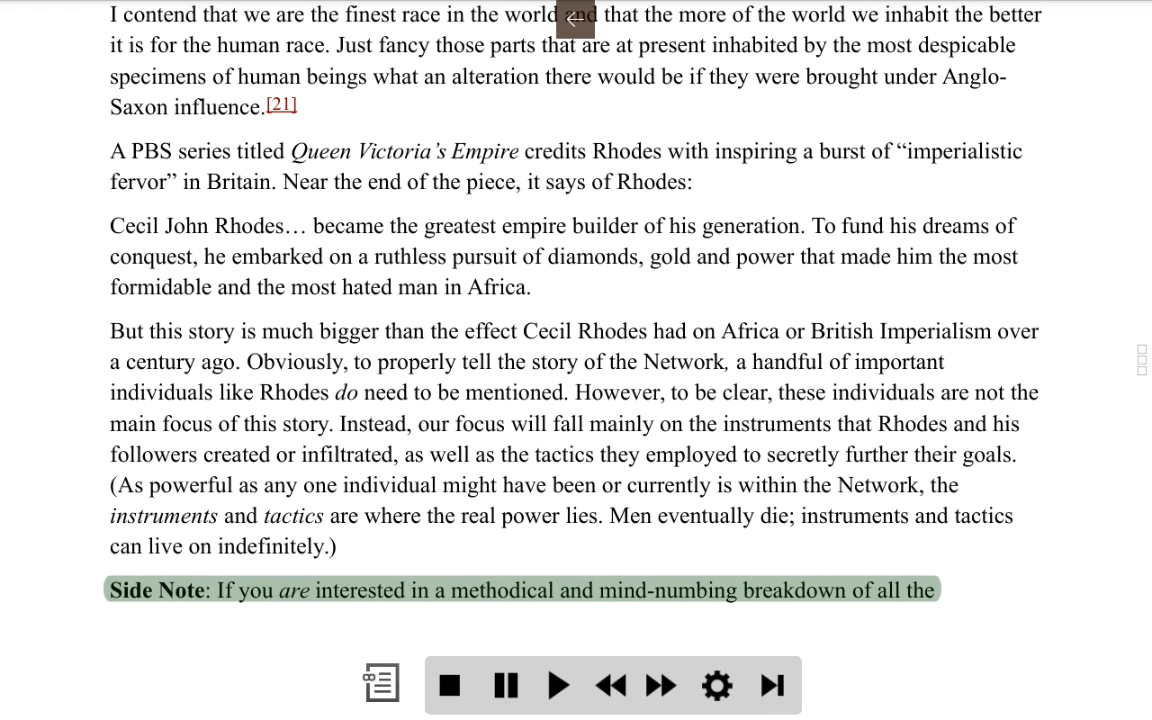 I contend that we are the finest race in the world and that the more of the world we inhabit the better
it is for the human race. Just fancy those parts that are at present inhabited by the most despicable
specimens of human beings what an alteration there would be if they were brought under Anglo-
Saxon influence.[21]
A PBS series titled Queen Victoria’s Empire credits Rhodes with inspiring a burst of “imperialistic
fervor” in Britain. Near the end of the piece, it says of Rhodes:
Cecil John Rhodes… became the greatest empire builder of his generation. To fund his dreams of
conquest, he embarked on a ruthless pursuit of diamonds, gold and power that made him the most
formidable and the most hated man in Africa.
But this story is much bigger than the effect Cecil Rhodes had on Africa or British Imperialism over
a century ago. Obviously, to properly tell the story of the Network, a handful of important
individuals like Rhodes do need to be mentioned. However, to be clear, these individuals are not the
main focus of this story. Instead, our focus will fall mainly on the instruments that Rhodes and his
followers created or infiltrated, as well as the tactics they employed to secretly further their goals.
(As powerful as any one individual might have been or currently is within the Network, the
instruments and tactics are where the real power lies. Men eventually die; instruments and tactics
can live on indefinitely.)
Side Note: If you are interested in a methodical and mind-numbing breakdown of all the